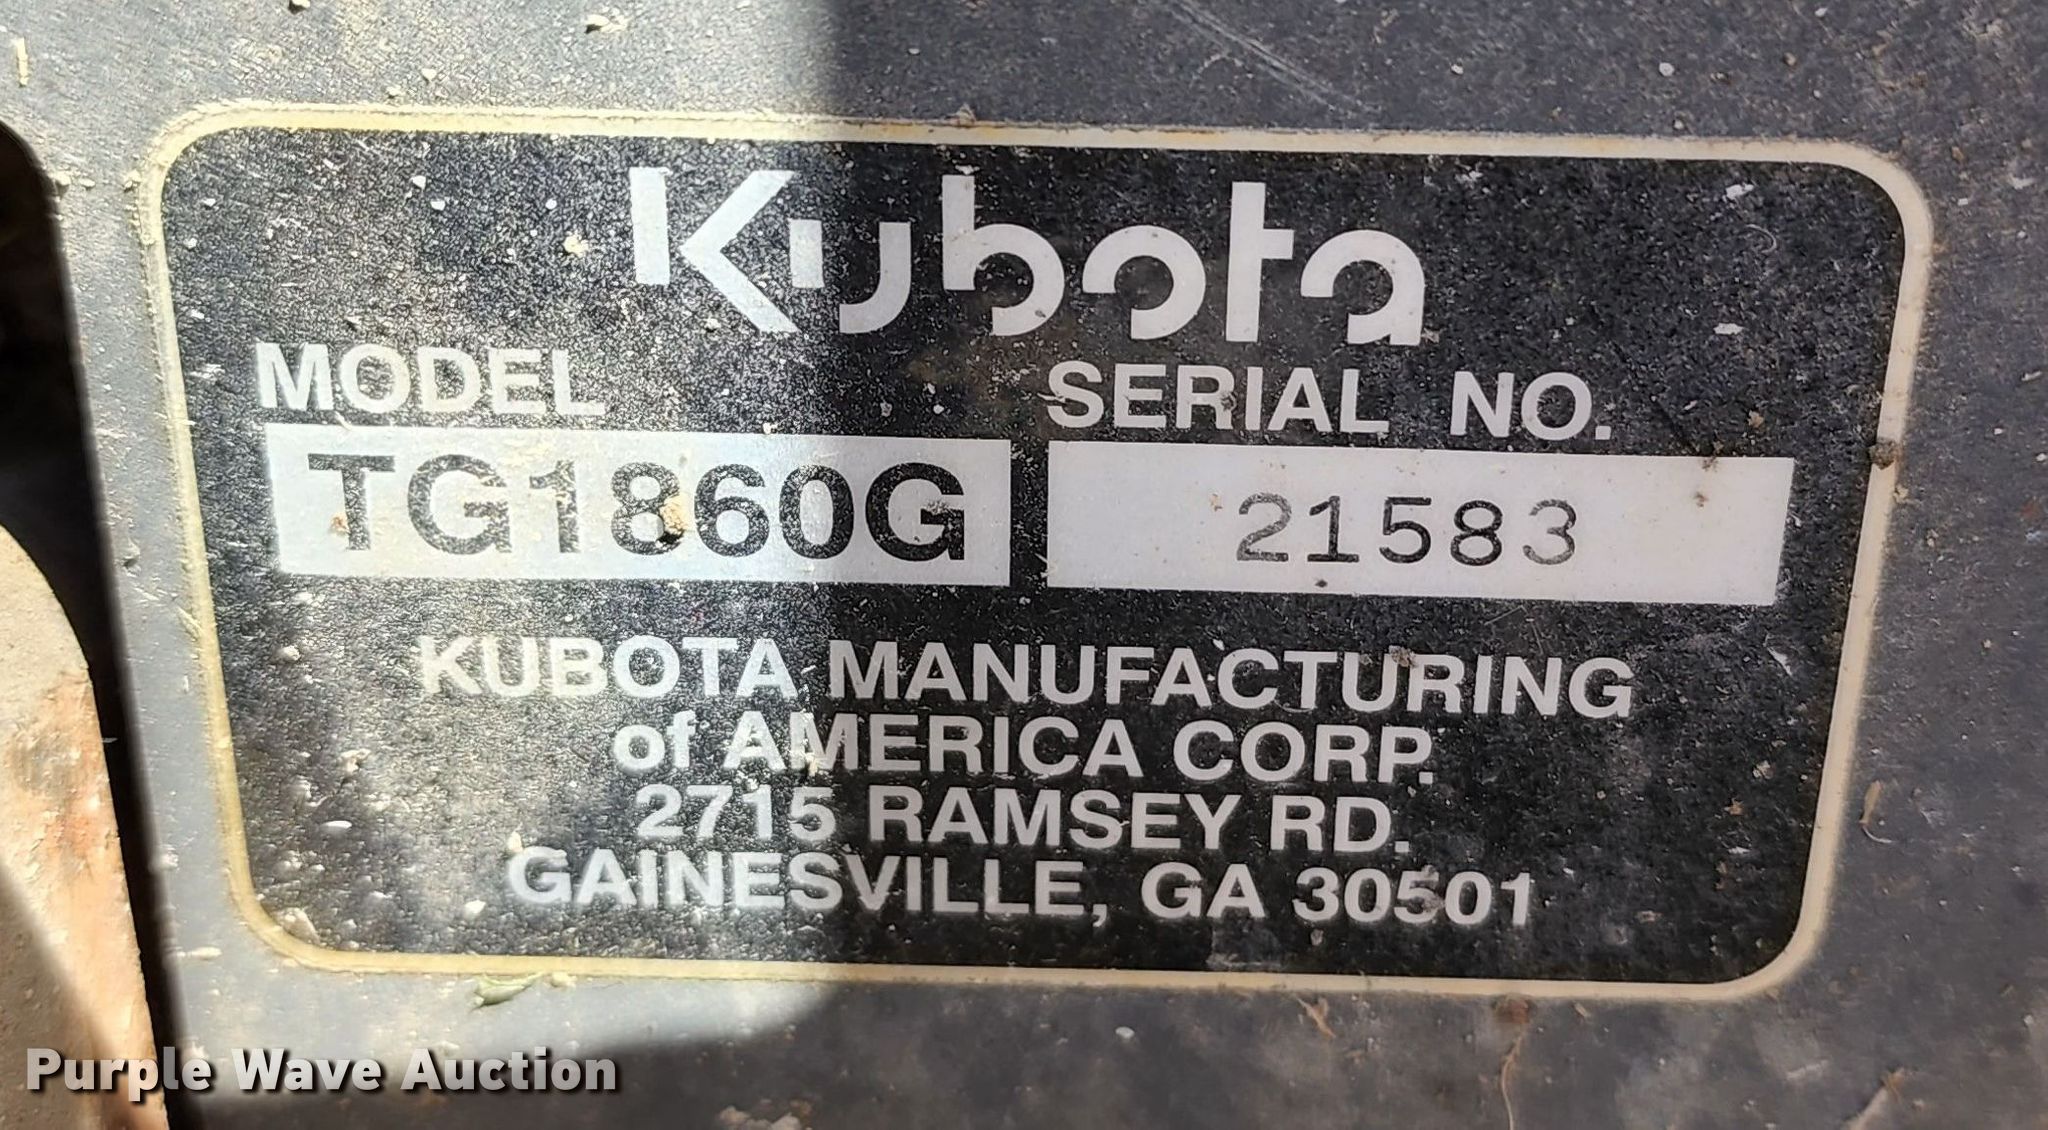 Kubota
MODEL SERIAL NO.
TG1860G 21583
KUBOTA MANUFACTURING
of AMERICA CORP.
2715 RAMSEY RD.
GAINESVILLE, GA 30501
Purple Wave Auction